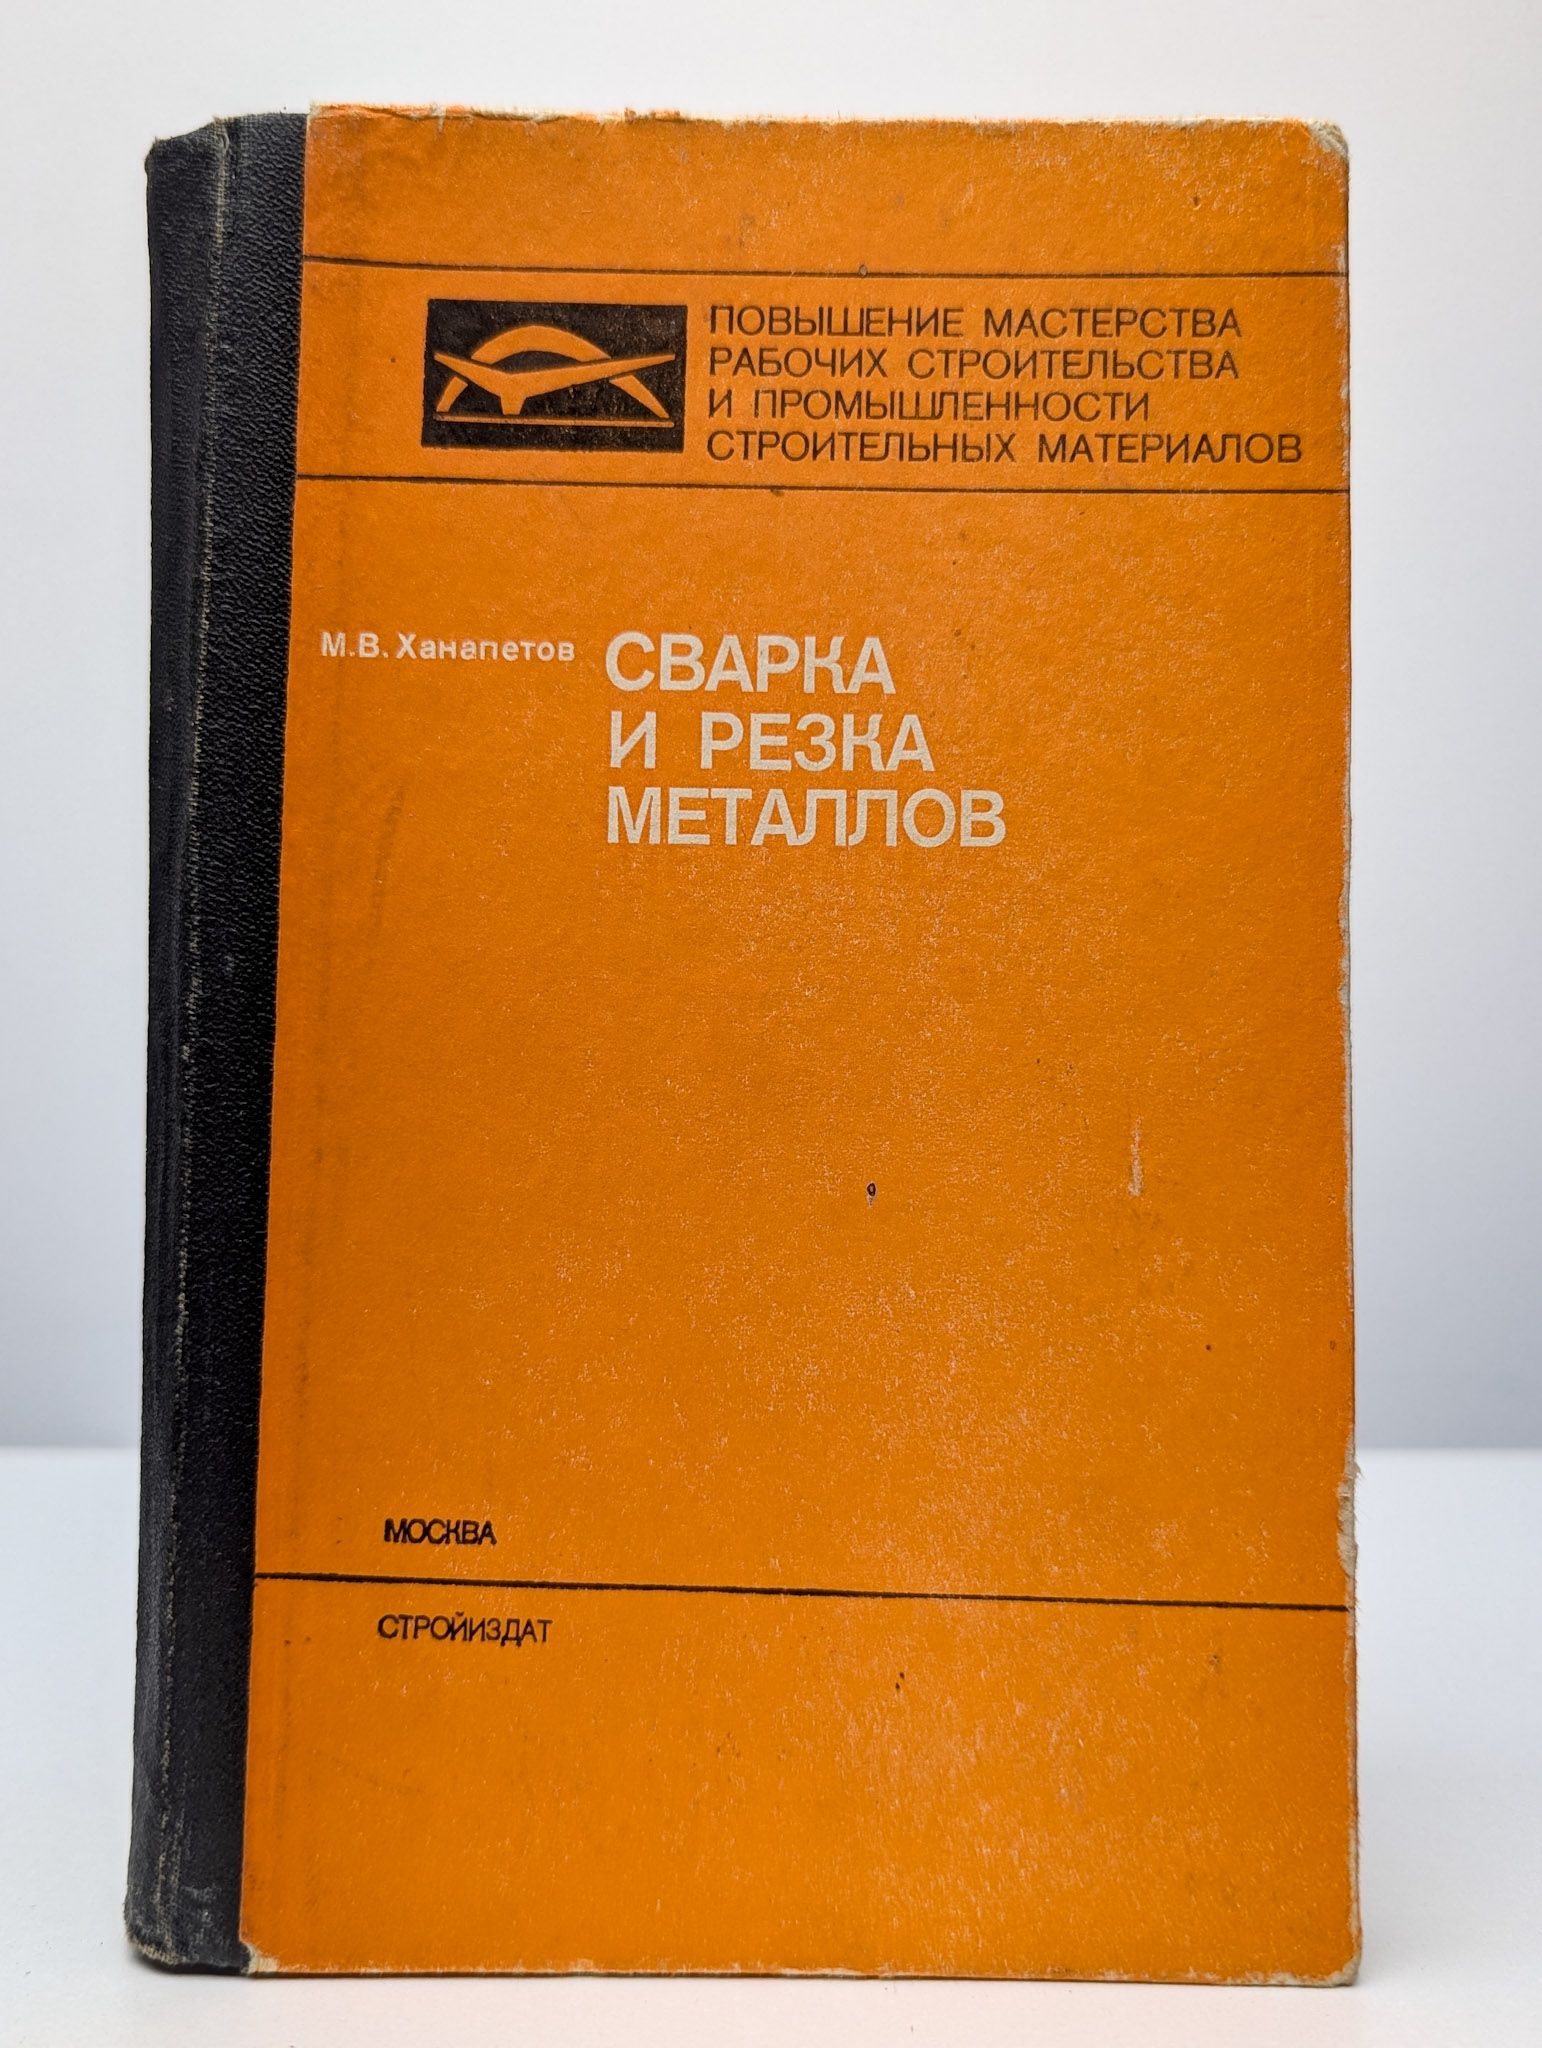 ПОВЫШЕНИЕ МАСТЕРСТВА
РАБОЧИХ СТРОИТЕЛЬСТВА
И ПРОМЫШЛЕННОСТИ
СТРОИТЕЛЬНЫХ МАТЕРИАЛОВ
М.В. Ханапетов
СВАРКА
И РЕЗКА
МЕТАЛЛОВ
МОСКВА
СТРОЙИЗДАТ